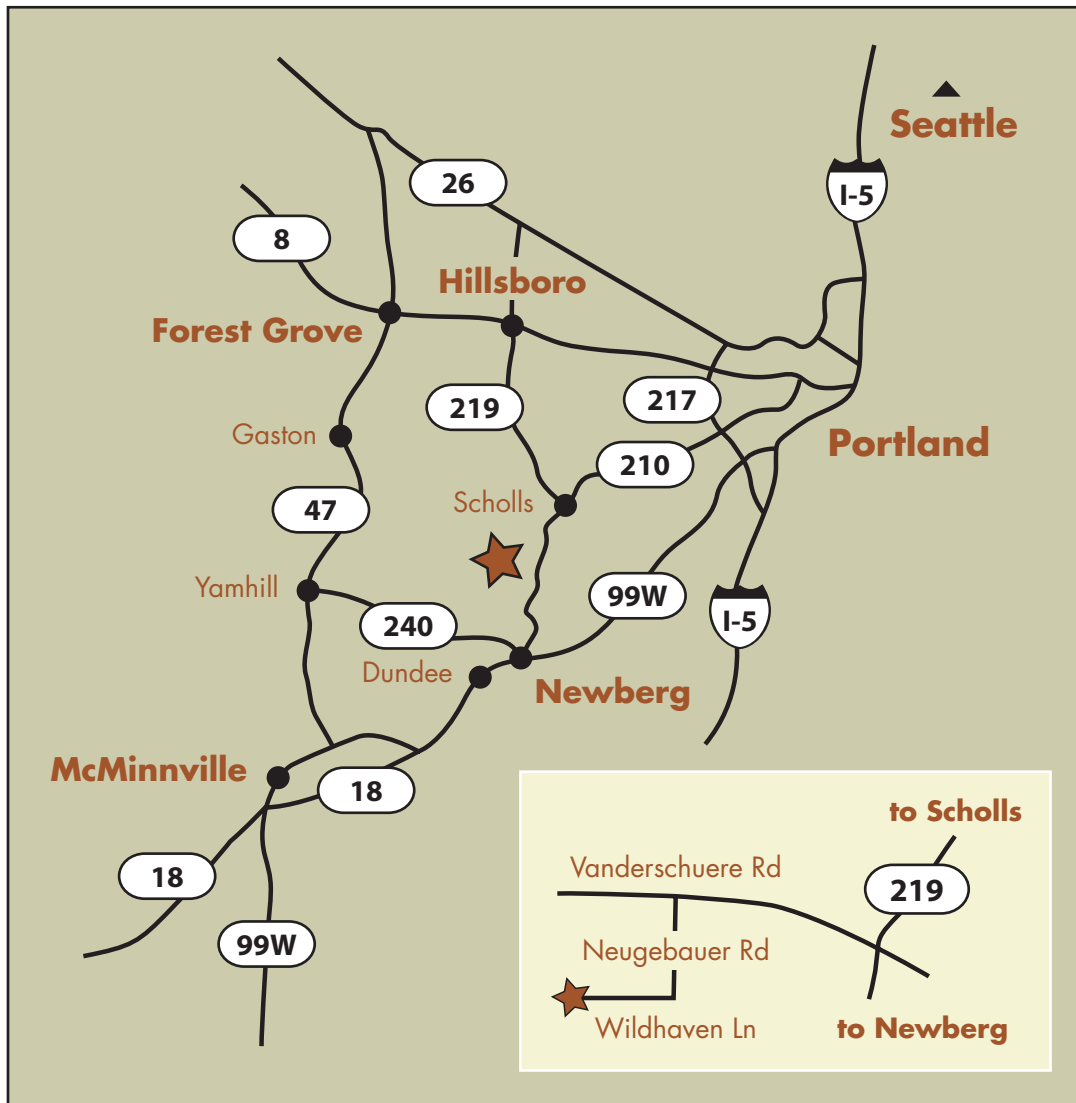 Seattle
I-5
26
8
Hillsboro
Forest Grove
219
217
Gaston
Portland
210
Scholls
47
Yamhill
99W
I-5
240
Dundee
Newberg
McMinnville
18
18
99W
to Scholls
Vanderschuere Rd
219
Neugebauer Rd
Wildhaven Ln
to Newberg